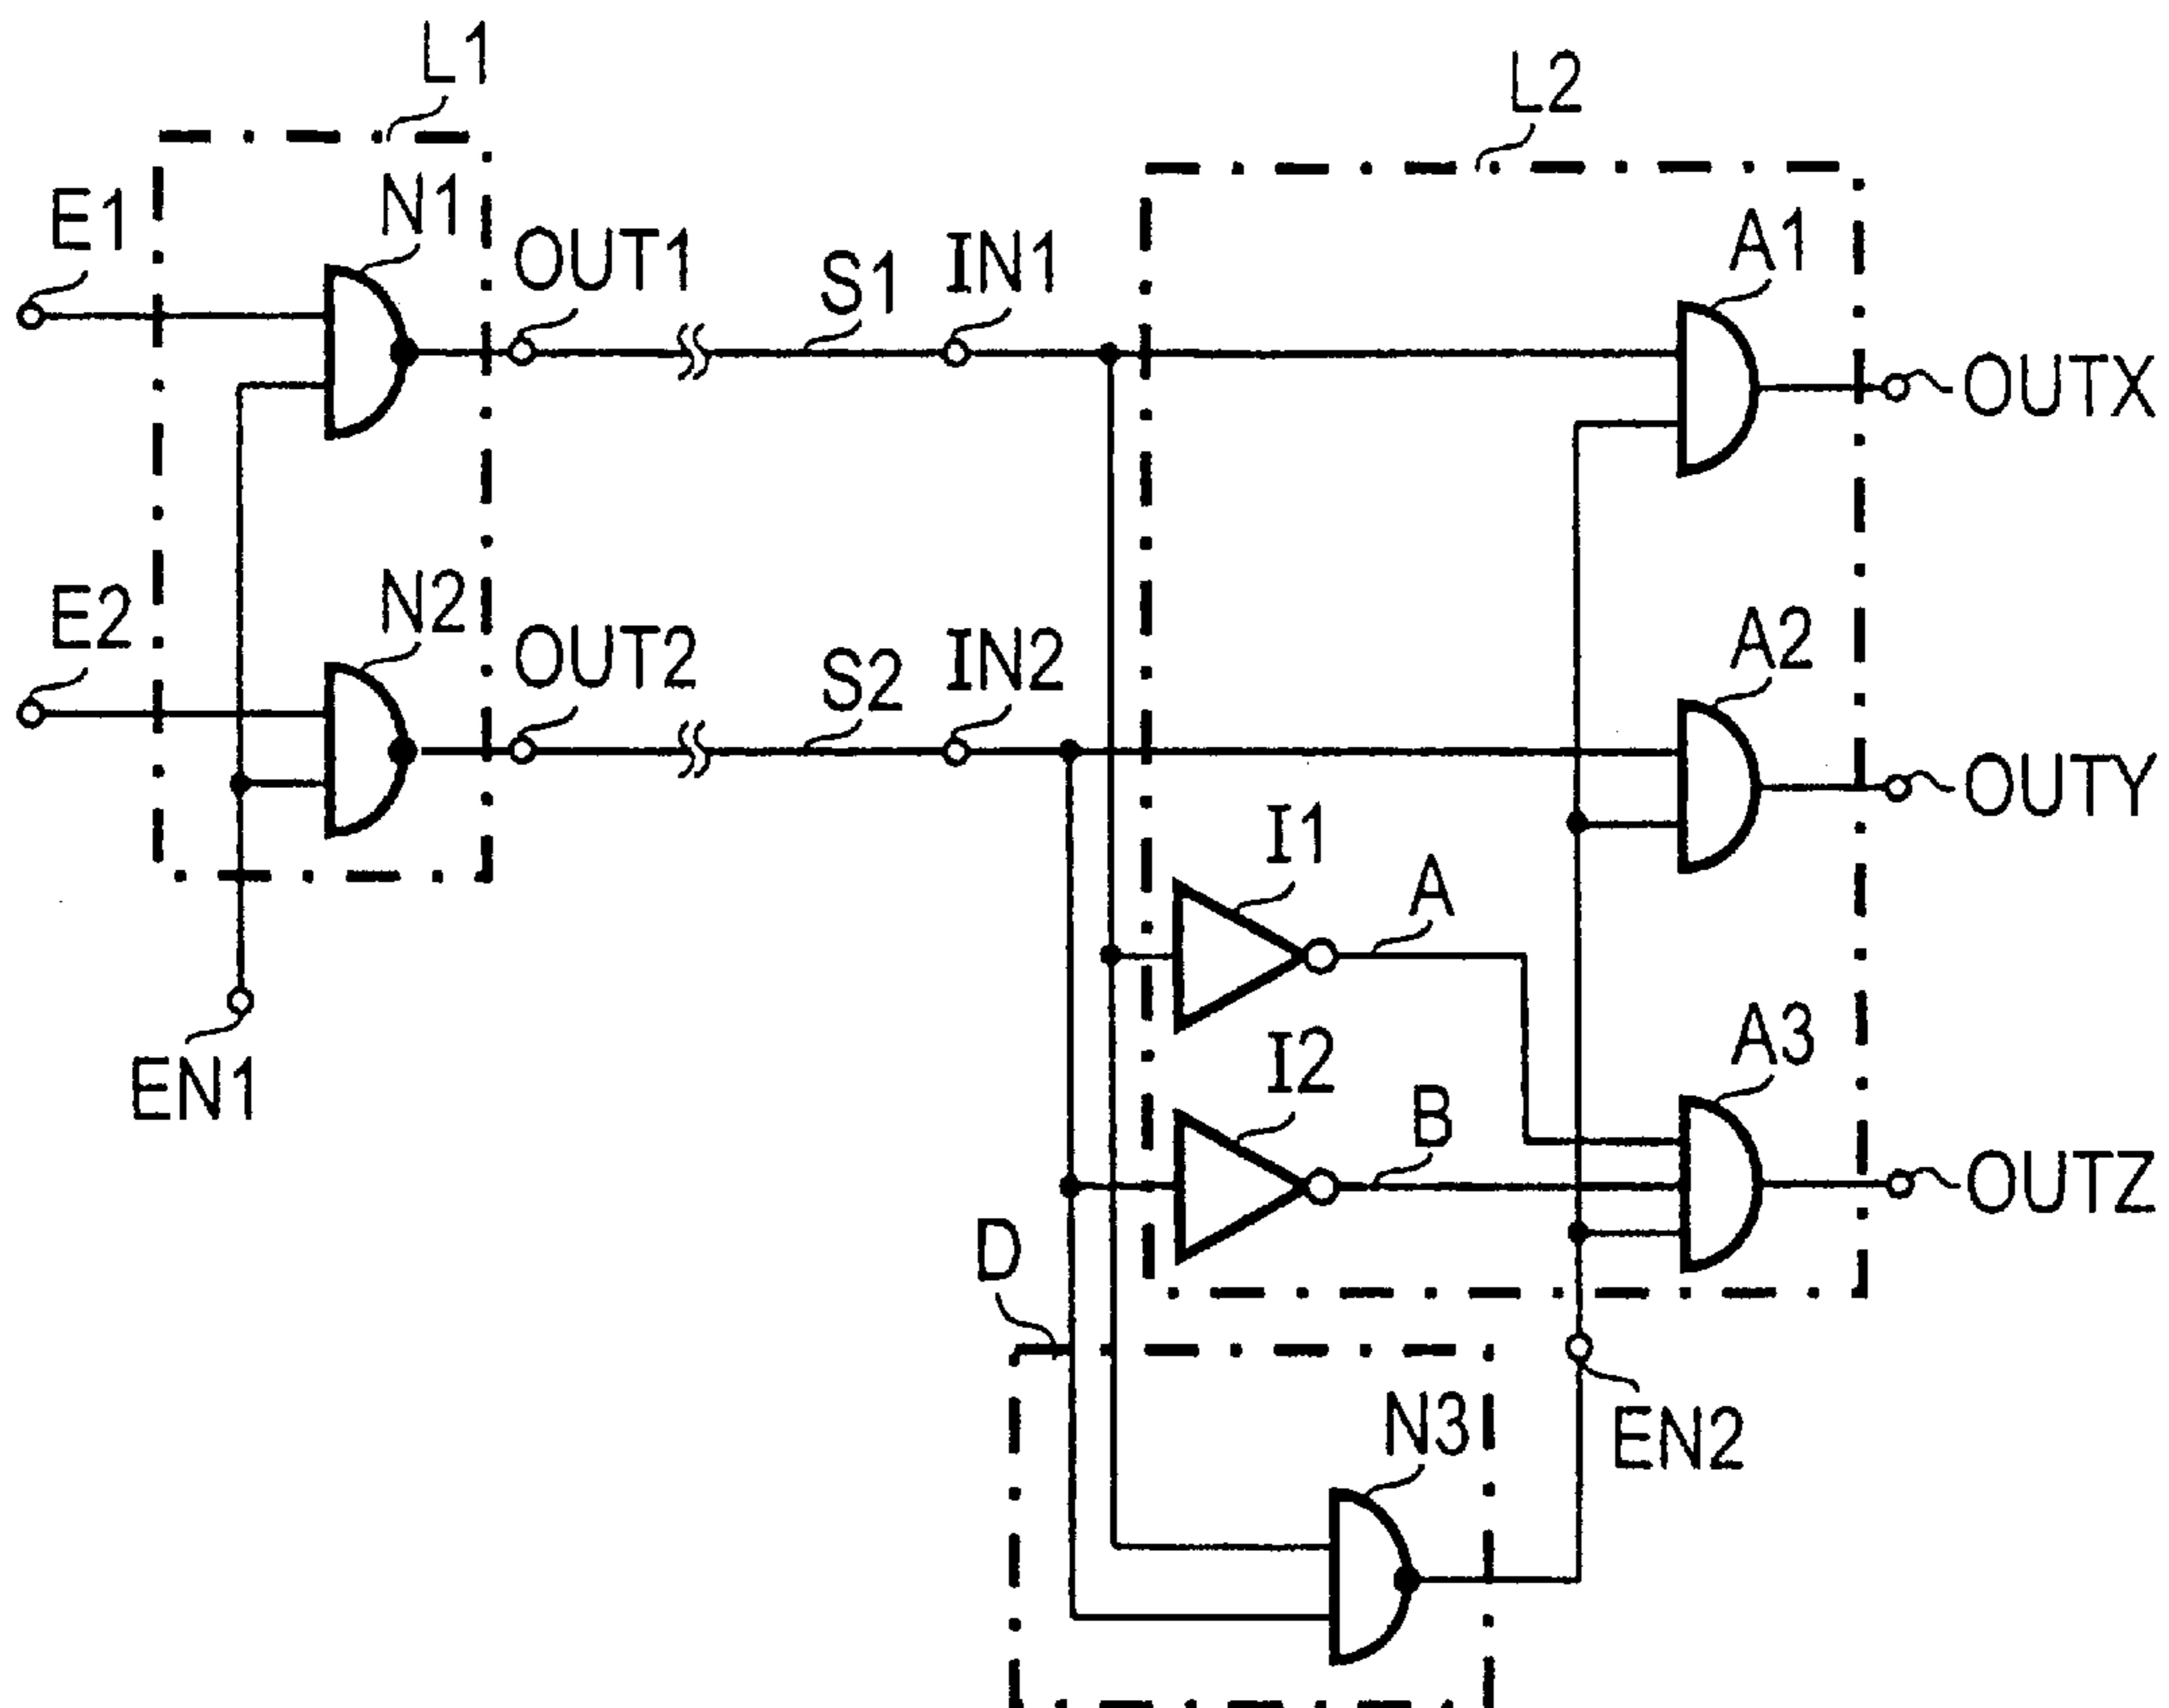 L1
L2
E1
N1
OUT1
S1
IN1
A1
OUTX
E2
N2
OUT2
S2
IN2
A2
OUTY
I1
A
EN1
I2
B
A3
OUTZ
D
N3
EN2